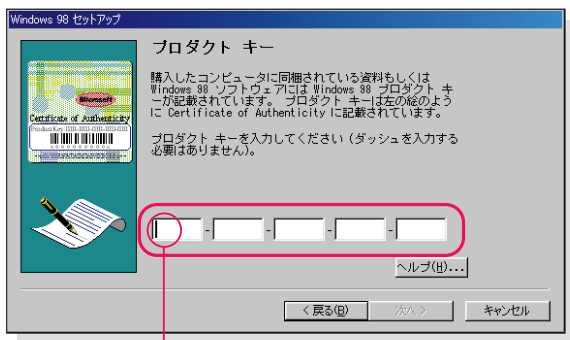 Windows 98 セットアップ
プロダクト キー
購入したコンピュータに同梱されている資料もしくは
Windows 98 ソフトウェアには Windows 98 プロダクト キ
ーが記載されています。 プロダクト キーは左の絵のよう
に Certificate of Authenticity に記載されています。
Certificate of Authenticity
プロダクト キーを入力してください (ダッシュを入力する
必要はありません)。
- - - -
ヘルプ(H)...
< 戻る(B)
次へ >
キャンセル